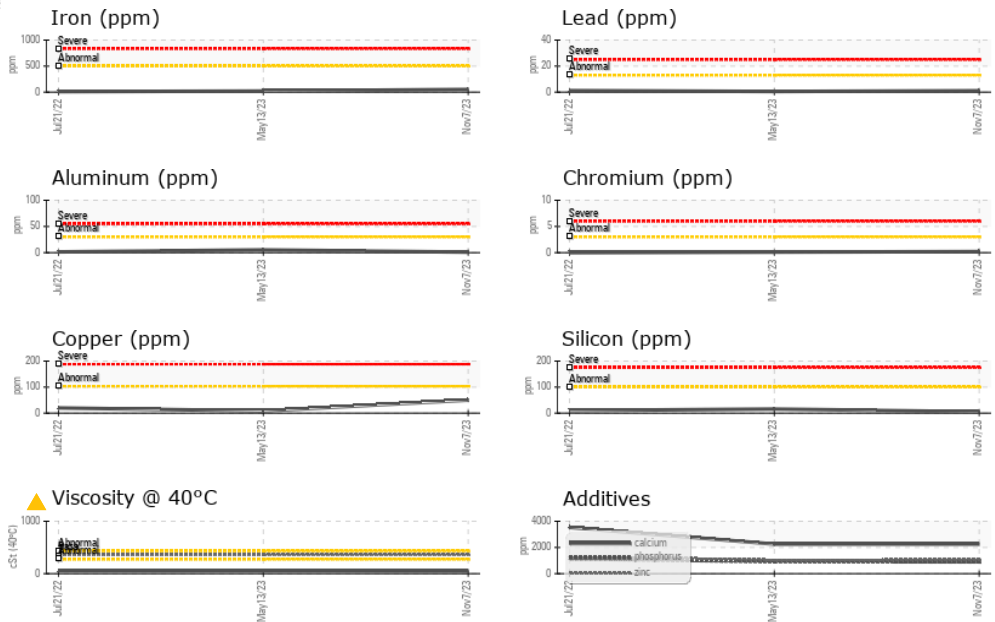 Iron (ppm)
1000
500
0
ppm
Severe
Abnormal
Jul21/22
May13/23
Nov7/23
Lead (ppm)
40
20
0
ppm
Severe
Abnormal
Jul21/22
May13/23
Nov7/23
Aluminum (ppm)
100
50
0
ppm
Severe
Abnormal
Jul21/22
May13/23
Nov7/23
Chromium (ppm)
10
5
0
ppm
Severe
Abnormal
Jul21/22
May13/23
Nov7/23
Copper (ppm)
200
100
0
ppm
Severe
Abnormal
Jul21/22
May13/23
Nov7/23
Silicon (ppm)
200
100
0
ppm
Severe
Abnormal
Jul21/22
May13/23
Nov7/23
Viscosity @ 40°C
1000
500
0
cSt (40°C)
Abnormal
Abnormal
Jul21/22
May13/23
Nov7/23
Additives
4000
2000
0
ppm
calcium
phosphorus
zinc
Jul21/22
May13/23
Nov7/23